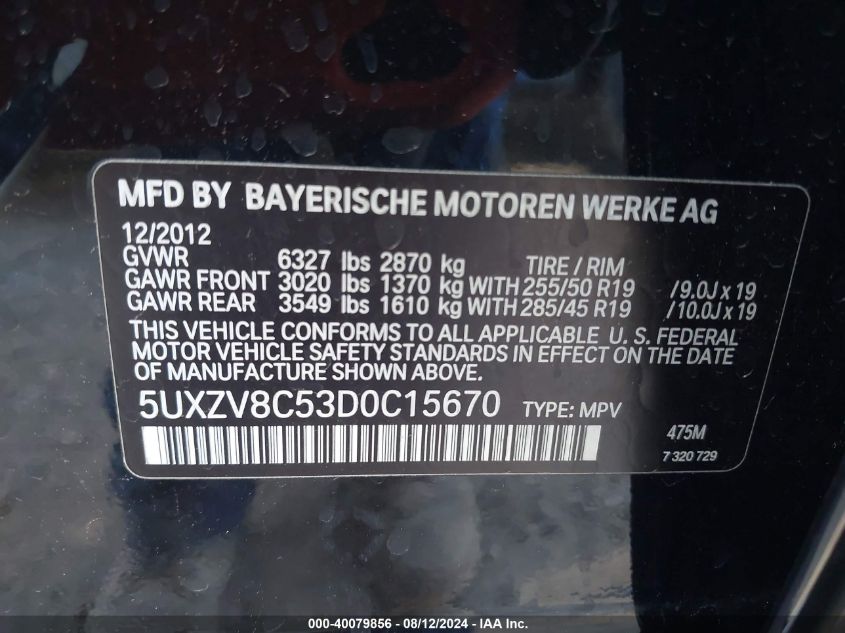 MFD BY BAYERISCHE MOTOREN WERKE AG
12/2012
GVWR 6327 lbs 2870 kg TIRE / RIM
GAWR FRONT 3020 lbs 1370 kg WITH 255/50 R19 /9.0J x 19
GAWR REAR 3549 lbs 1610 kg WITH 285/45 R19 /10.0J x 19
THIS VEHICLE CONFORMS TO ALL APPLICABLE U. S. FEDERAL
MOTOR VEHICLE SAFETY STANDARDS IN EFFECT ON THE DATE
OF MANUFACTURE SHOWN ABOVE.
5UXZV8C53D0C15670 TYPE: MPV
475M
7 320 729
000-40079856 - 08/12/2024 - IAA Inc.